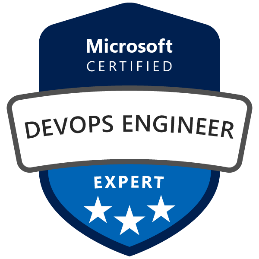 Microsoft
CERTIFIED
DEVOPS ENGINEER
EXPERT